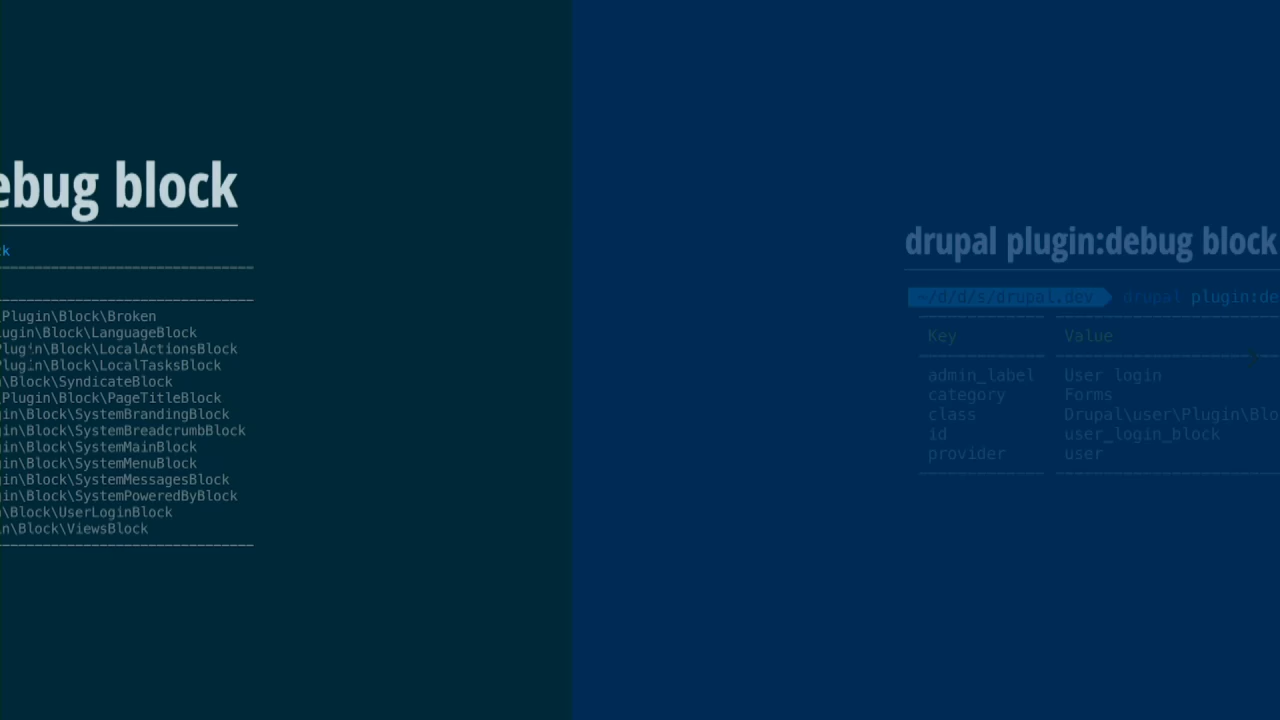 ebug block
k
Plugin\Block\Broken
ugin\Block\LanguageBlock
Plugin\Block\LocalActionsBlock
Plugin\Block\LocalTasksBlock
n\Block\SyndicateBlock
Plugin\Block\PageTitleBlock
gin\Block\SystemBrandingBlock
gin\Block\SystemBreadcrumbBlock
gin\Block\SystemMainBlock
gin\Block\SystemMenuBlock
gin\Block\SystemMessagesBlock
gin\Block\SystemPoweredByBlock
n\Block\UserLoginBlock
n\Block\ViewsBlock
drupal plugin:debug block
~/d/d/s/drupal.dev drupal plugin:de
Key Value
admin_label User login
category Forms
class Drupal\user\Plugin\Blo
id user_login_block
provider user